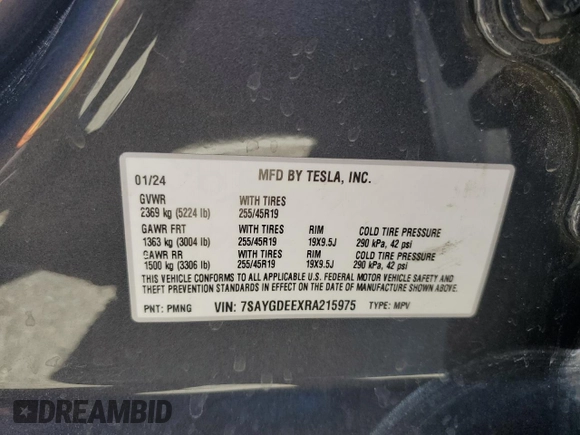 01/24 MFD BY TESLA, INC.
GVWR WITH TIRES
2369 kg (5224 lb) 255/45R19
GAWR FRT WITH TIRES RIM COLD TIRE PRESSURE
1363 kg (3004 lb) 255/45R19 19X9.5J 290 kPa, 42 psi
GAWR RR WITH TIRES RIM COLD TIRE PRESSURE
1500 kg (3306 lb) 255/45R19 19X9.5J 290 kPa, 42 psi
THIS VEHICLE CONFORMS TO ALL APPLICABLE U.S. FEDERAL MOTOR VEHICLE SAFETY AND
THEFT PREVENTION STANDARDS IN EFFECT ON THE DATE OF MANUFACTURE SHOWN ABOVE.
PNT: PMNG VIN: 7SAYGDEEXRA215975 TYPE: MPV
DREAMBID